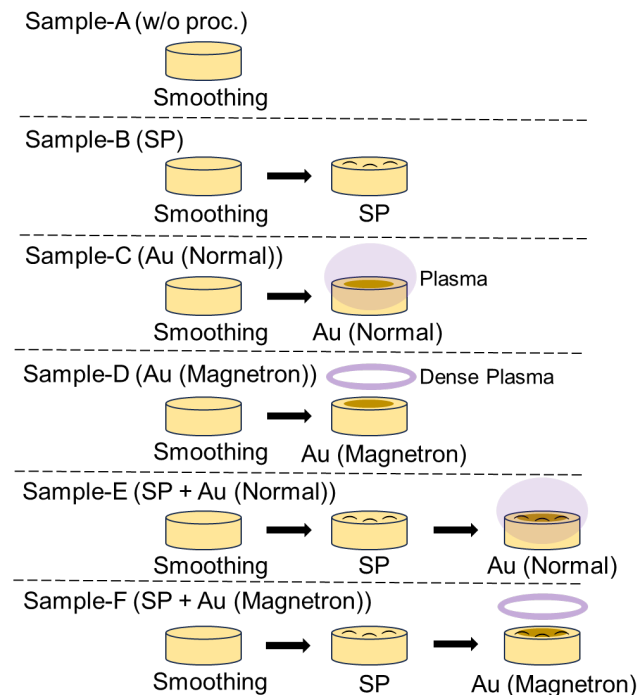 Sample-A (w/o proc.)
Smoothing
Sample-B (SP)
Smoothing
SP
Sample-C (Au (Normal))
Plasma
Smoothing
Au (Normal)
Sample-D (Au (Magnetron))
Dense Plasma
Smoothing
Au (Magnetron)
Sample-E (SP + Au (Normal))
Smoothing
SP
Au (Normal)
Sample-F (SP + Au (Magnetron))
Smoothing
SP
Au (Magnetron)